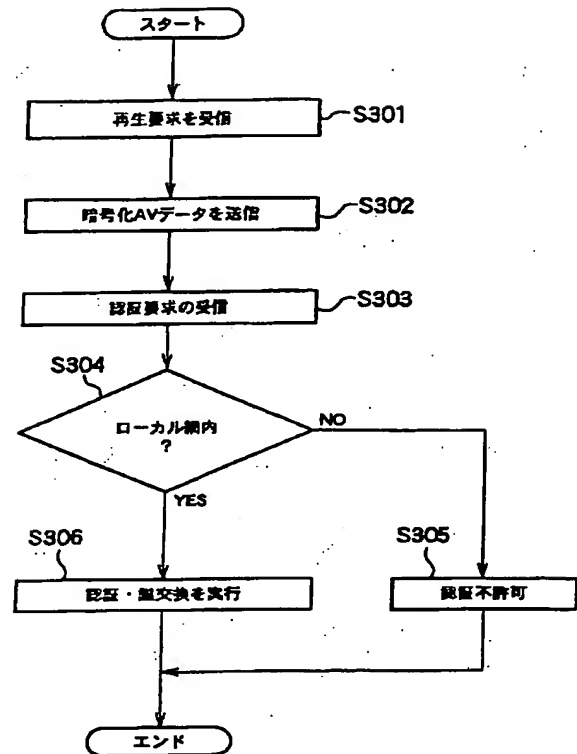 スタート
再生要求を受信
S301
暗号化AVデータを送信
S302
認証要求の受信
S303
S304
ローカル網内
?
NO
YES
S306
認証・鍵交換を実行
S305
認証不許可
エンド